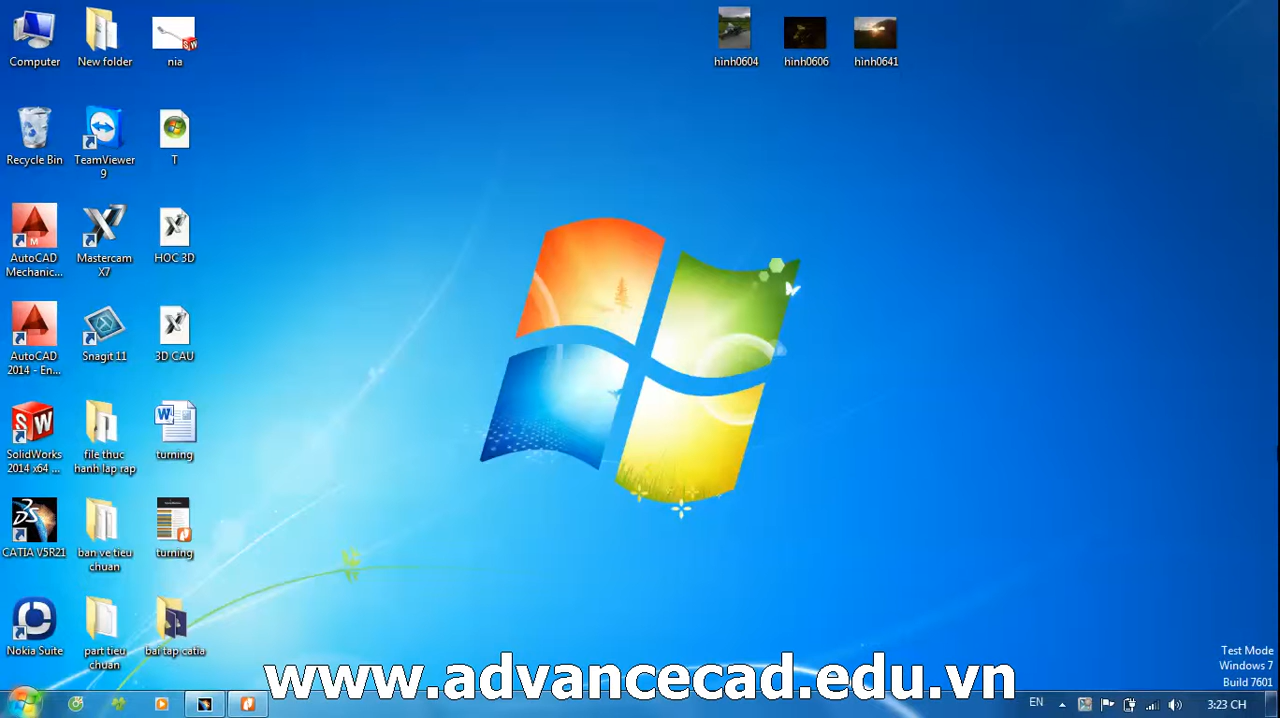 Computer
New folder
nia
hinh0604
hinh0606
hinh0641
Recycle Bin
TeamViewer
9
T
AutoCAD
Mechanic...
Mastercam
X7
HOC 3D
AutoCAD
2014 - En...
Snagit 11
3D CAU
SolidWorks
2014 x64 ...
file thuc
hanh lap rap
turning
CATIA V5R21
ban ve tieu
chuan
turning
Nokia Suite
part tieu
chuan
bai tap catia
www.advancecad.edu.vn
Test Mode
Windows 7
Build 7601
EN
3:23 CH